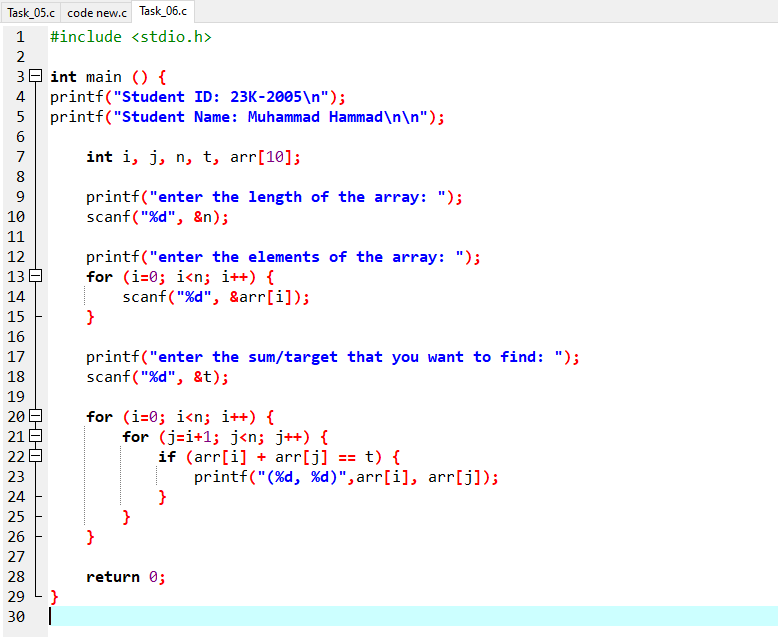 Task_05.c code new.c Task_06.c
1 #include <stdio.h>
2
3 int main () {
4 printf("Student ID: 23K-2005\n");
5 printf("Student Name: Muhammad Hammad\n\n");
6
7 int i, j, n, t, arr[10];
8
9 printf("enter the length of the array: ");
10 scanf("%d", &n);
11
12 printf("enter the elements of the array: ");
13 for (i=0; i<n; i++) {
14 scanf("%d", &arr[i]);
15 }
16
17 printf("enter the sum/target that you want to find: ");
18 scanf("%d", &t);
19
20 for (i=0; i<n; i++) {
21 for (j=i+1; j<n; j++) {
22 if (arr[i] + arr[j] == t) {
23 printf("(%d, %d)",arr[i], arr[j]);
24 }
25 }
26 }
27
28 return 0;
29 }
30